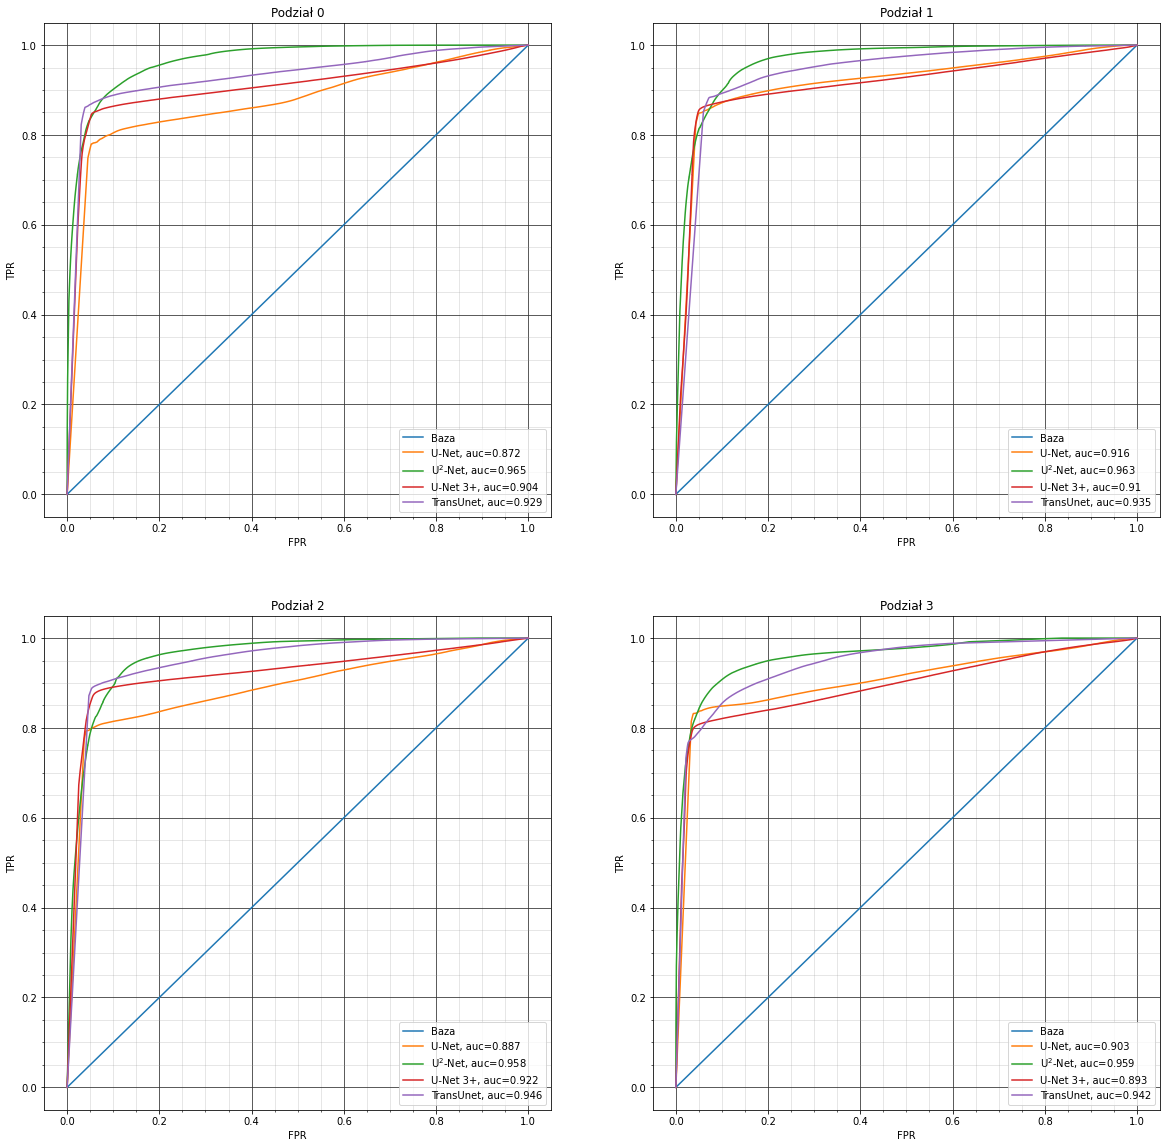 Podział 0
1.0
0.8
0.6
0.4
0.2
0.0
TPR
Baza
U-Net, auc=0.872
U²-Net, auc=0.965
U-Net 3+, auc=0.904
TransUnet, auc=0.929
0.0 0.2 0.4 0.6 0.8 1.0
FPR
Podział 1
1.0
0.8
0.6
0.4
0.2
0.0
TPR
Baza
U-Net, auc=0.916
U²-Net, auc=0.963
U-Net 3+, auc=0.91
TransUnet, auc=0.935
0.0 0.2 0.4 0.6 0.8 1.0
FPR
Podział 2
1.0
0.8
0.6
0.4
0.2
0.0
TPR
Baza
U-Net, auc=0.887
U²-Net, auc=0.958
U-Net 3+, auc=0.922
TransUnet, auc=0.946
0.0 0.2 0.4 0.6 0.8 1.0
FPR
Podział 3
1.0
0.8
0.6
0.4
0.2
0.0
TPR
Baza
U-Net, auc=0.903
U²-Net, auc=0.959
U-Net 3+, auc=0.893
TransUnet, auc=0.942
0.0 0.2 0.4 0.6 0.8 1.0
FPR